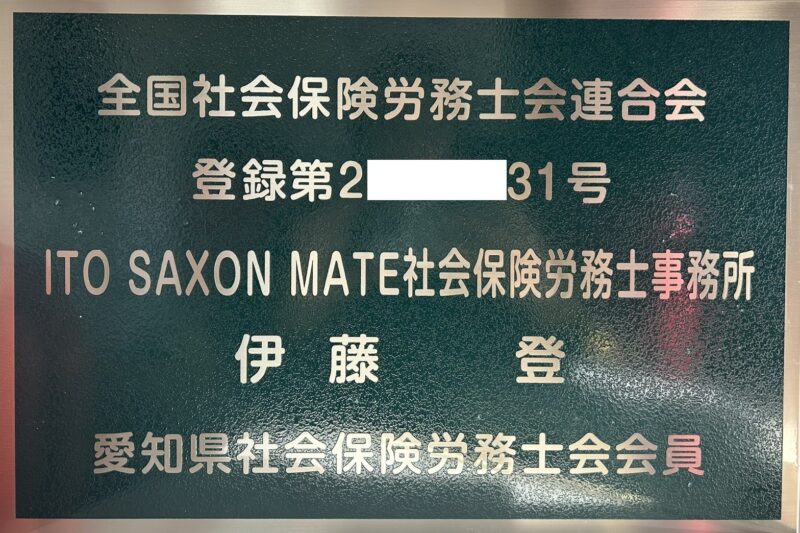 全国社会保険労務士会連合会
登録第2 31号
ITO SAXON MATE社会保険労務士事務所
伊藤 登
愛知県社会保険労務士会会員